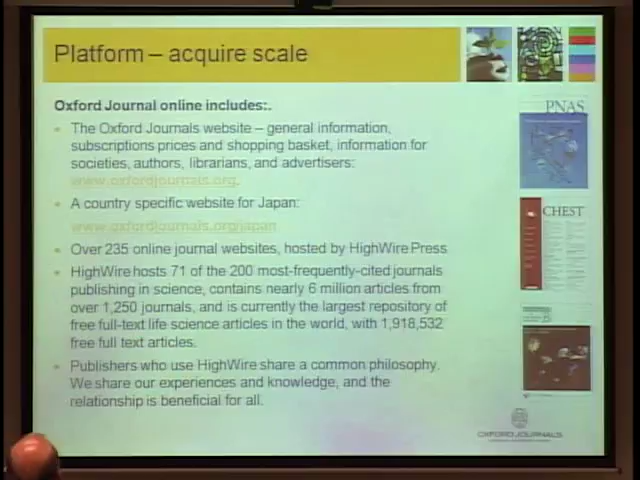 Platform – acquire scale
Oxford Journal online includes:.
The Oxford Journals website – general information,
subscriptions prices and shopping basket, information for
societies, authors, librarians, and advertisers:
www.oxfordjournals.org.
A country specific website for Japan:
www.oxfordjournals.org/japan
Over 235 online journal websites, hosted by HighWire Press
HighWire hosts 71 of the 200 most-frequently-cited journals
publishing in science, contains nearly 6 million articles from
over 1,250 journals, and is currently the largest repository of
free full-text life science articles in the world, with 1,918,532
free full text articles.
Publishers who use HighWire share a common philosophy.
We share our experiences and knowledge, and the
relationship is beneficial for all.
PNAS
CHEST
OXFORD JOURNALS